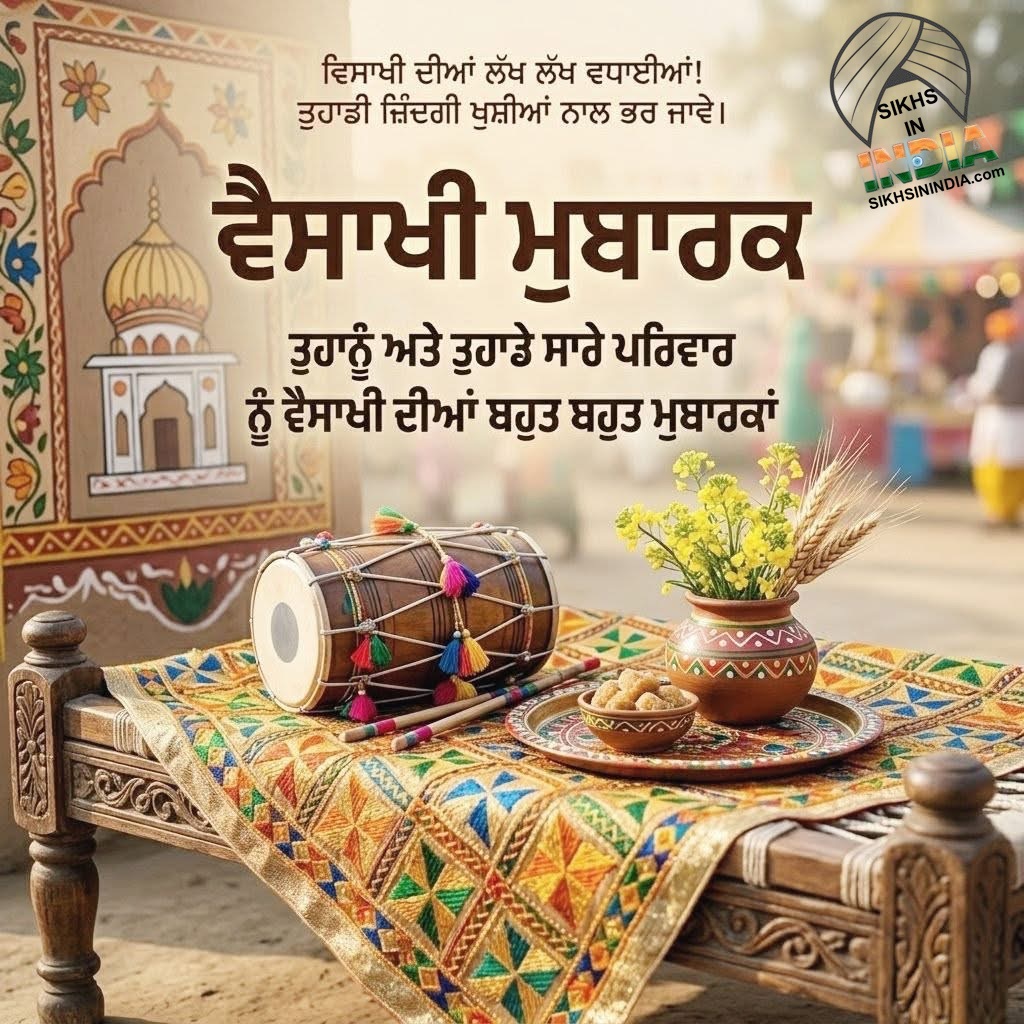 ਵਿਸਾਖੀ ਦੀਆਂ ਲੱਖ ਲੱਖ ਵਧਾਈਆਂ!
ਤੁਹਾਡੀ ਜ਼ਿੰਦਗੀ ਖੁਸ਼ੀਆਂ ਨਾਲ ਭਰ ਜਾਵੇ।
ਵੈਸਾਖੀ ਮੁਬਾਰਕ
ਤੁਹਾਨੂੰ ਅਤੇ ਤੁਹਾਡੇ ਸਾਰੇ ਪਰਿਵਾਰ
ਨੂੰ ਵੈਸਾਖੀ ਦੀਆਂ ਬਹੁਤ ਬਹੁਤ ਮੁਬਾਰਕਾਂ
SIKHS
IN
INDIA
SIKHSININDIA.com